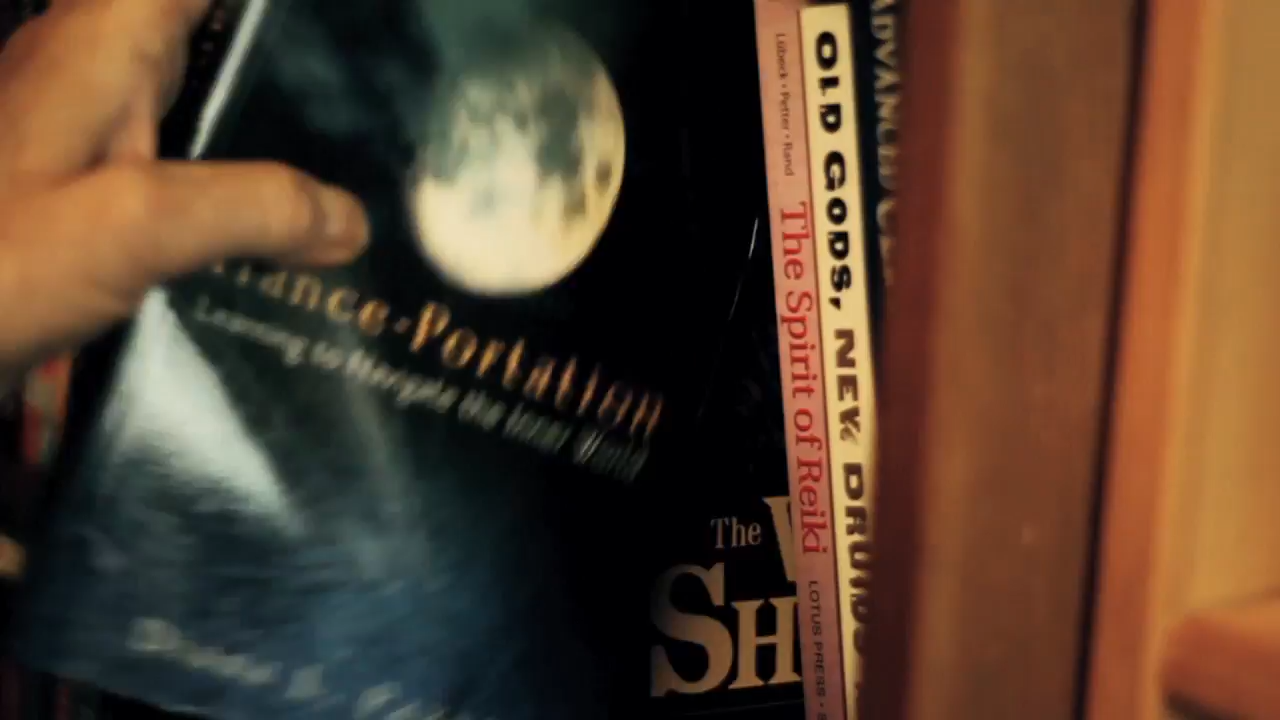 Trance-Portation
Learning to Navigate the Inner World
The
SH
Lübeck • Petter • Rand
The Spirit of Reiki
LOTUS PRESS •
OLD GODS, NEW DRUIDS
ADVANCED